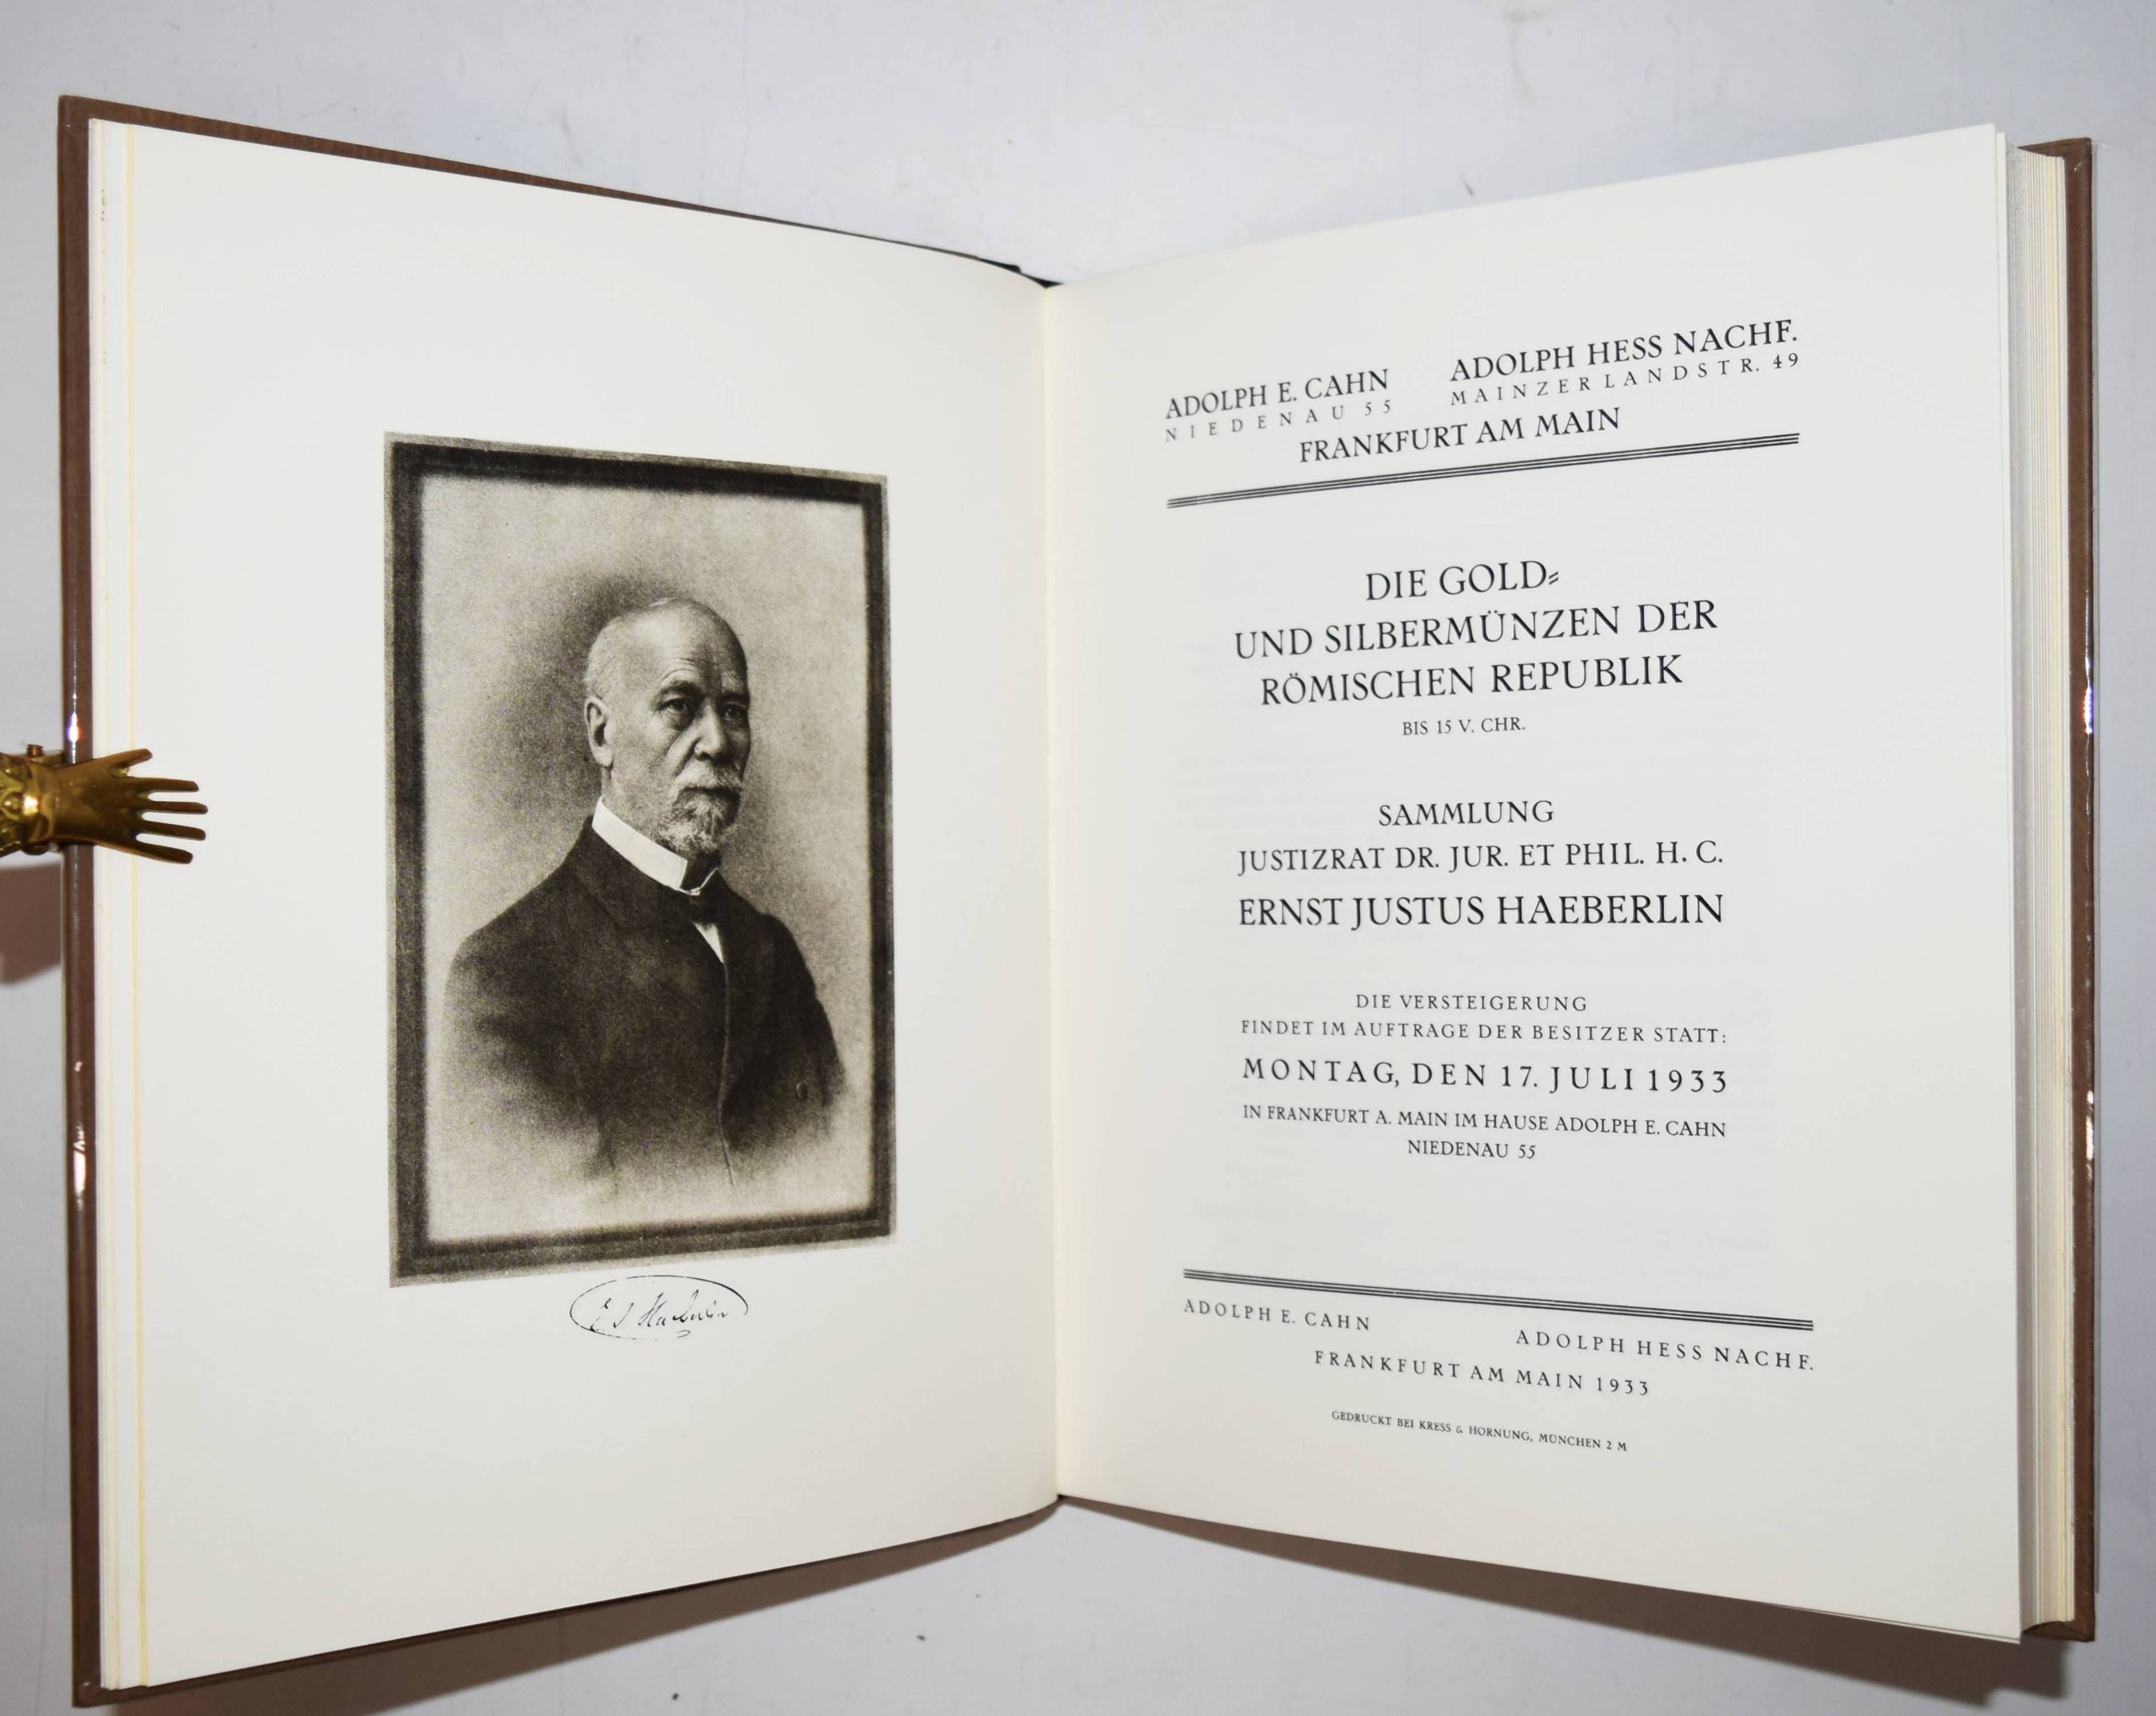 E J Haeberlin
ADOLPH E. CAHN
NIEDENAU 55
ADOLPH HESS NACHF.
MAINZERLANDSTR. 49
FRANKFURT AM MAIN
DIE GOLD=
UND SILBERMÜNZEN DER
RÖMISCHEN REPUBLIK
BIS 15 V. CHR.
SAMMLUNG
JUSTIZRAT DR. JUR. ET PHIL. H. C.
ERNST JUSTUS HAEBERLIN
DIE VERSTEIGERUNG
FINDET IM AUFTRAGE DER BESITZER STATT:
MONTAG, DEN 17. JULI 1933
IN FRANKFURT A. MAIN IM HAUSE ADOLPH E. CAHN
NIEDENAU 55
ADOLPH E. CAHN
ADOLPH HESS NACHF.
FRANKFURT AM MAIN 1933
GEDRUCKT BEI KRESS & HORNUNG, MÜNCHEN 2 M